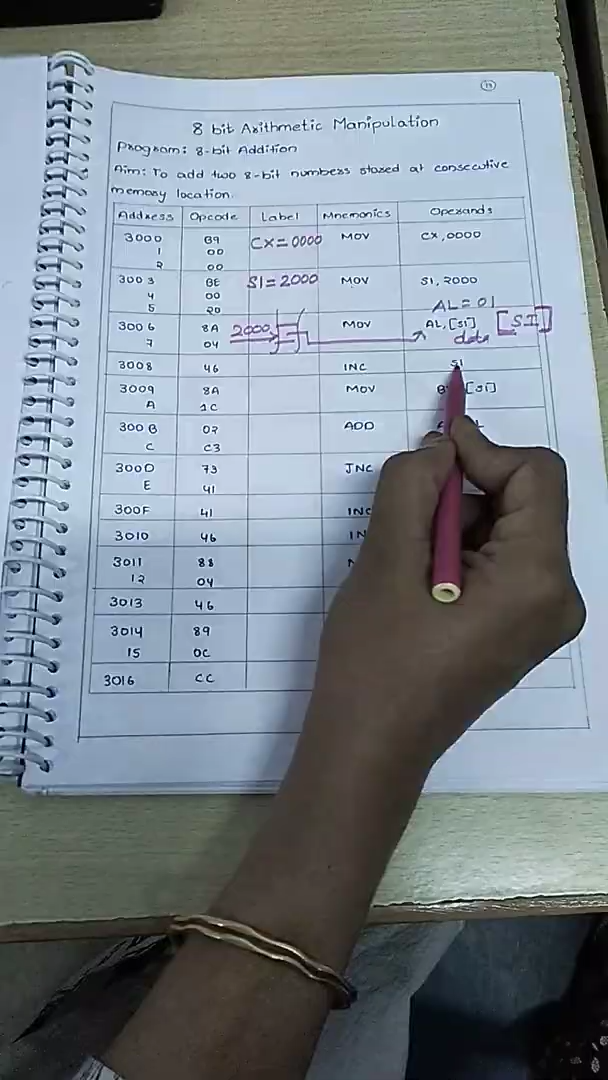 13
8 bit Arithmetic Manipulation
Program: 8-bit Addition
Aim: To add two 8-bit numbers stored at consecutive
memory location.
Address Opcode Label Mnemonics Operands
3000 B9 CX=0000 MOV CX,0000
1 00
2 00
3003 BE SI=2000 MOV SI,2000
4 00
5 20 AL=01
3006 8A 2000 MOV AL,[SI] [SI]
7 04 data
3008 46 INC SI
3009 8A MOV [SI]
A 1C
300B 02 ADD
C C3
300D 73 JNC
E 41
300F 41 INC
3010 46
3011 88
12 04
3013 46
3014 89
15 0C
3016 CC